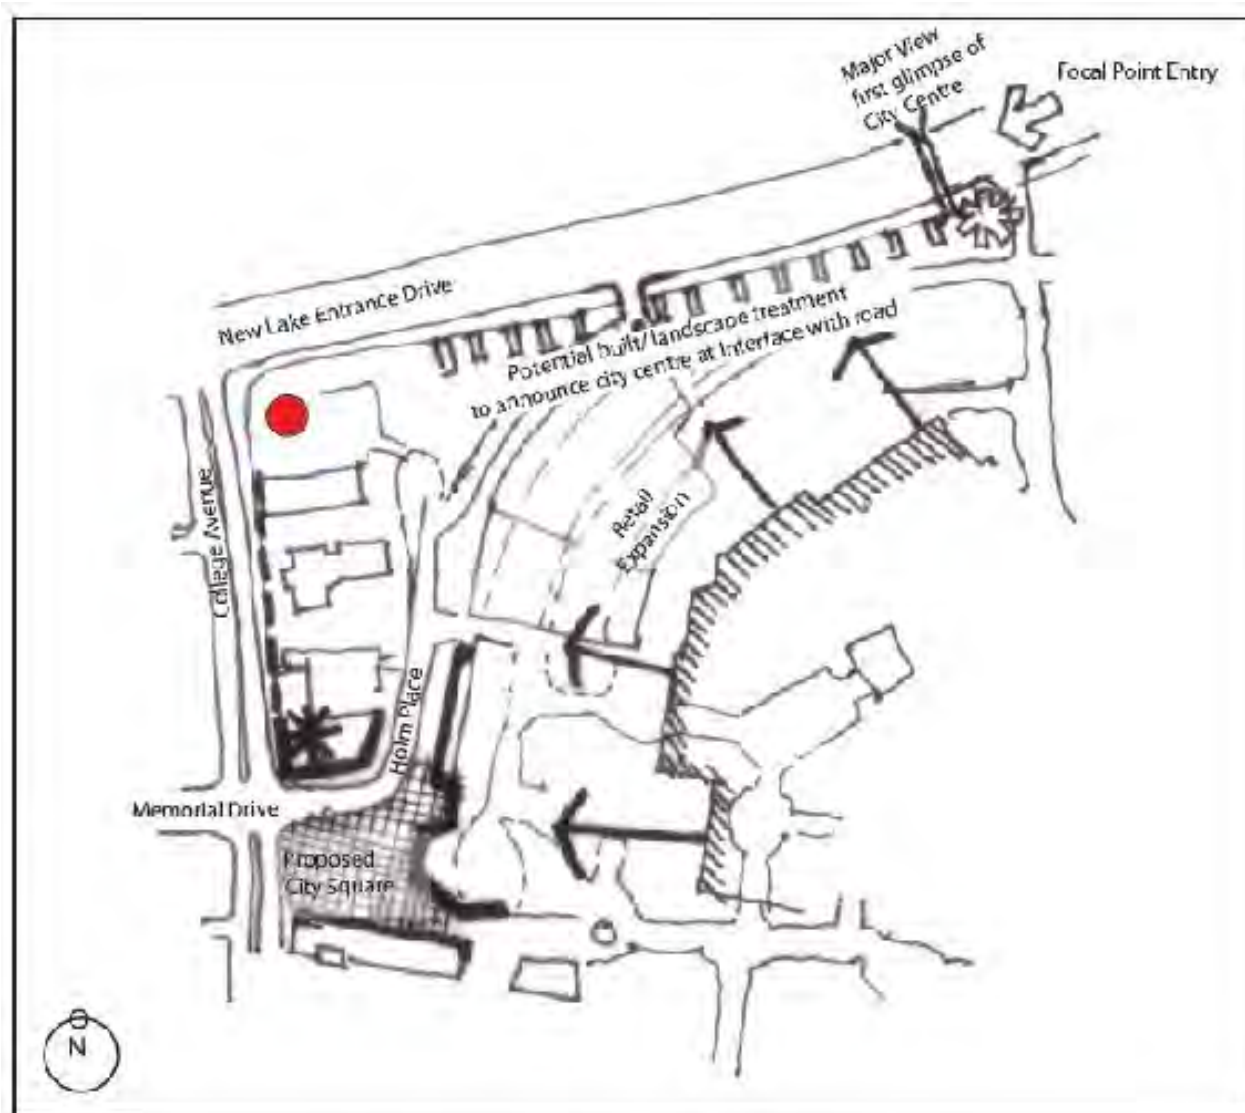 Major View
first glimpse of
City Centre
Focal Point Entry
New Lake Entrance Drive
Potential built/ landscape treatment
to announce city centre at Interface with road
College Avenue
Retail
Expansion
Holm Place
Memorial Drive
Proposed
City Square
N